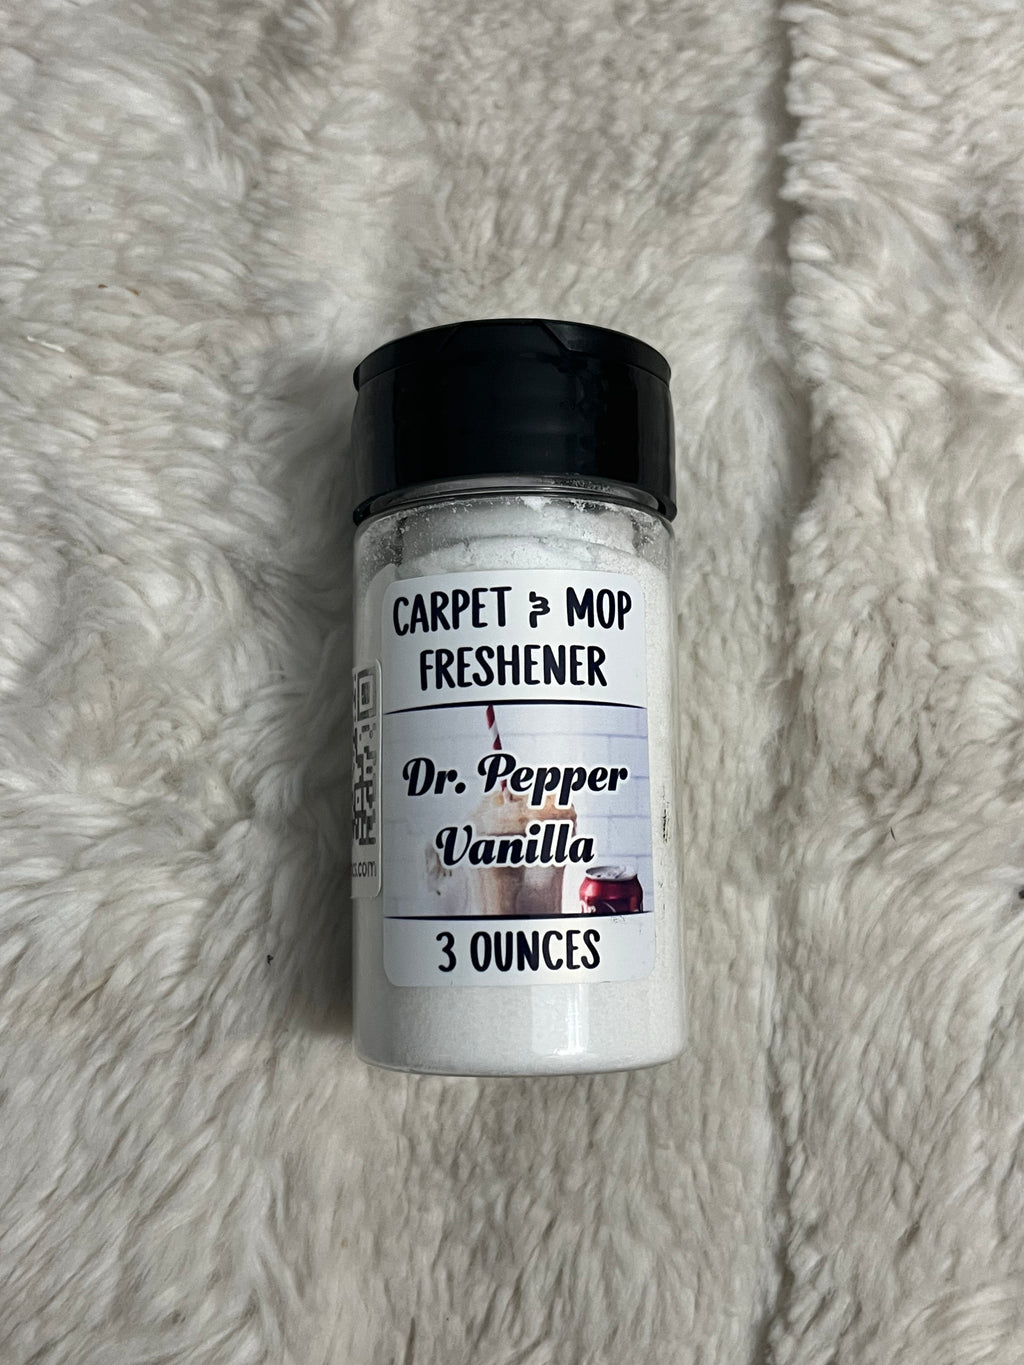 CARPET & MOP
FRESHENER
Dr. Pepper
Vanilla
3 OUNCES